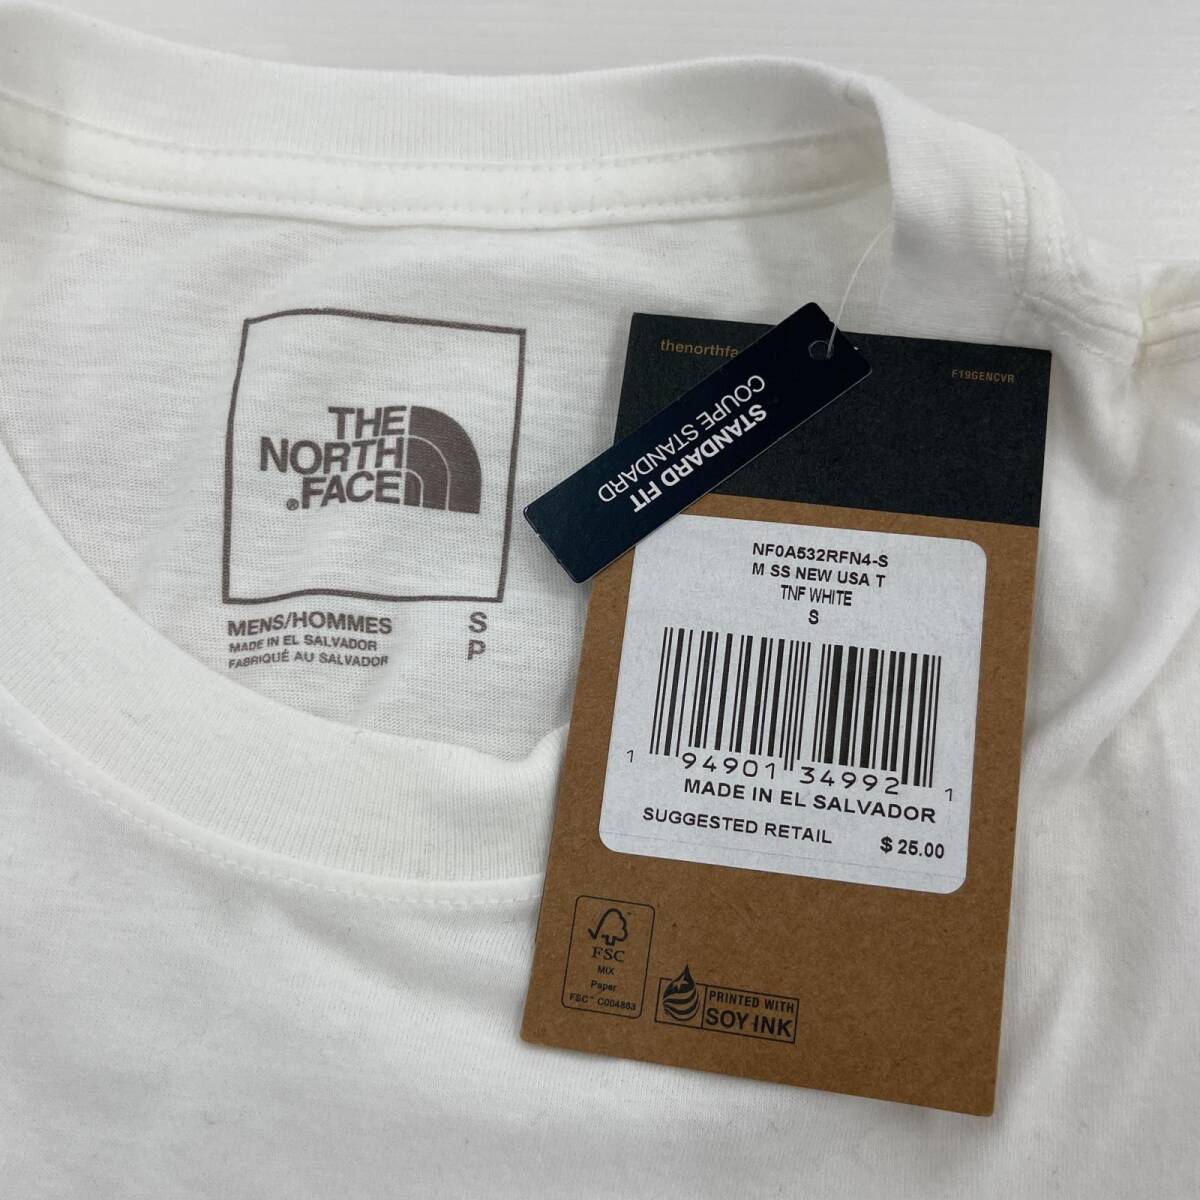 THE
NORTH
FACE
®
MENS/HOMMES
MADE IN EL SALVADOR
FABRIQUÉ AU SALVADOR
S
P
thenorthfa
F19GENCVR
STANDARD FIT
COUPE STANDARD
NF0A532RFN4-S
M SS NEW USA T
TNF WHITE
S
1 94901 34992 1
MADE IN EL SALVADOR
SUGGESTED RETAIL $ 25.00
FSC
MIX
Paper
FSC™ C004863
PRINTED WITH
SOY INK